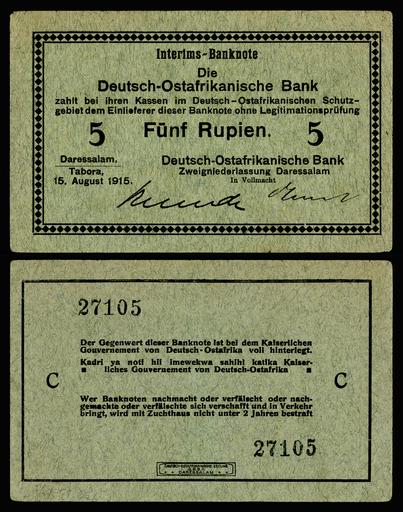 Interims-Banknote
Die
Deutsch-Ostafrikanische Bank
zahlt bei ihren Kassen im Deutsch-Ostafrikanischen Schutz-
gebiet dem Einlieferer dieser Banknote ohne Legitimationsprüfung
5 Fünf Rupien. 5
Daressalam,
Tabora,
15. August 1915.
Deutsch-Ostafrikanische Bank
Zweigniederlassung Daressalam
In Vollmacht
27105
Der Gegenwert dieser Banknote ist bei dem Kaiserlichen
Gouvernement von Deutsch-Ostafrika voll hinterlegt.
Kadri ya noti hii imewekwa sahihi katika Kaiser-
liches Gouvernement von Deutsch-Ostafrika
C C
Wer Banknoten nachmacht oder verfälscht oder nach-
gemachte oder verfälschte sich verschafft und in Verkehr
bringt, wird mit Zuchthaus nicht unter 2 Jahren bestraft
27105
DARESSALAM